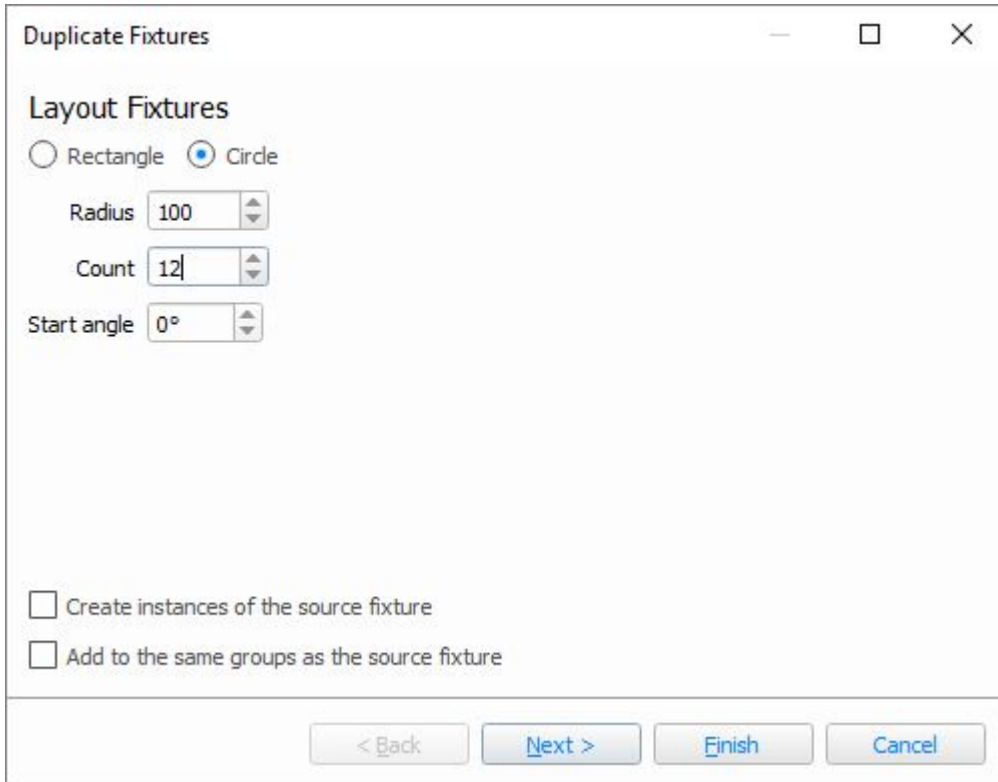 Duplicate Fixtures
Layout Fixtures
Rectangle Circle
Radius 100
Count 12
Start angle 0°
Create instances of the source fixture
Add to the same groups as the source fixture
< Back Next > Finish Cancel